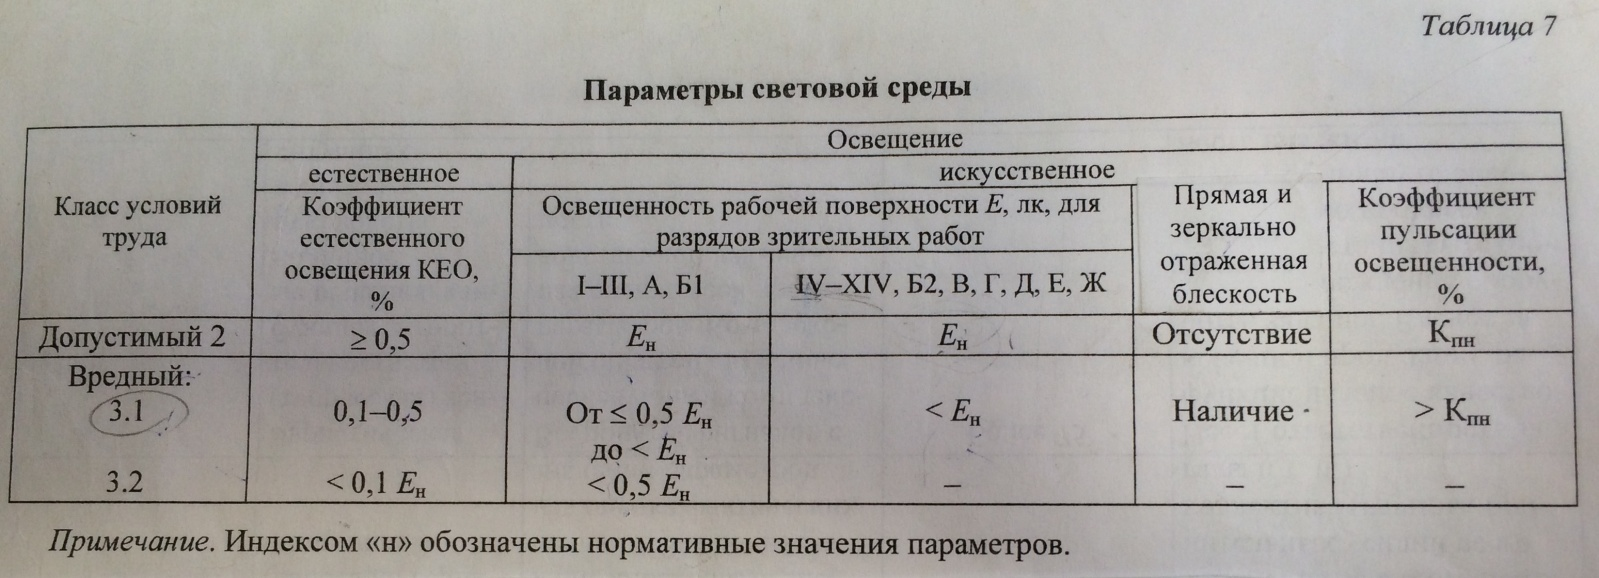 Таблица 7
Параметры световой среды
Класс условий
труда
Освещение
естественное
искусственное
Коэффициент
естественного
освещения КЕО,
%
Освещенность рабочей поверхности E, лк, для
разрядов зрительных работ
I–III, А, Б1
IV–XIV, Б2, В, Г, Д, Е, Ж
Прямая и
зеркально
отраженная
блескость
Коэффициент
пульсации
освещенности,
%
Допустимый 2
≥ 0,5
Eн
Eн
Отсутствие
Kпн
Вредный:
3.1
0,1–0,5
От ≤ 0,5 Eн
до < Eн
< Eн
Наличие
> Kпн
3.2
< 0,1 Eн
< 0,5 Eн
–
–
–
Примечание. Индексом «н» обозначены нормативные значения параметров.